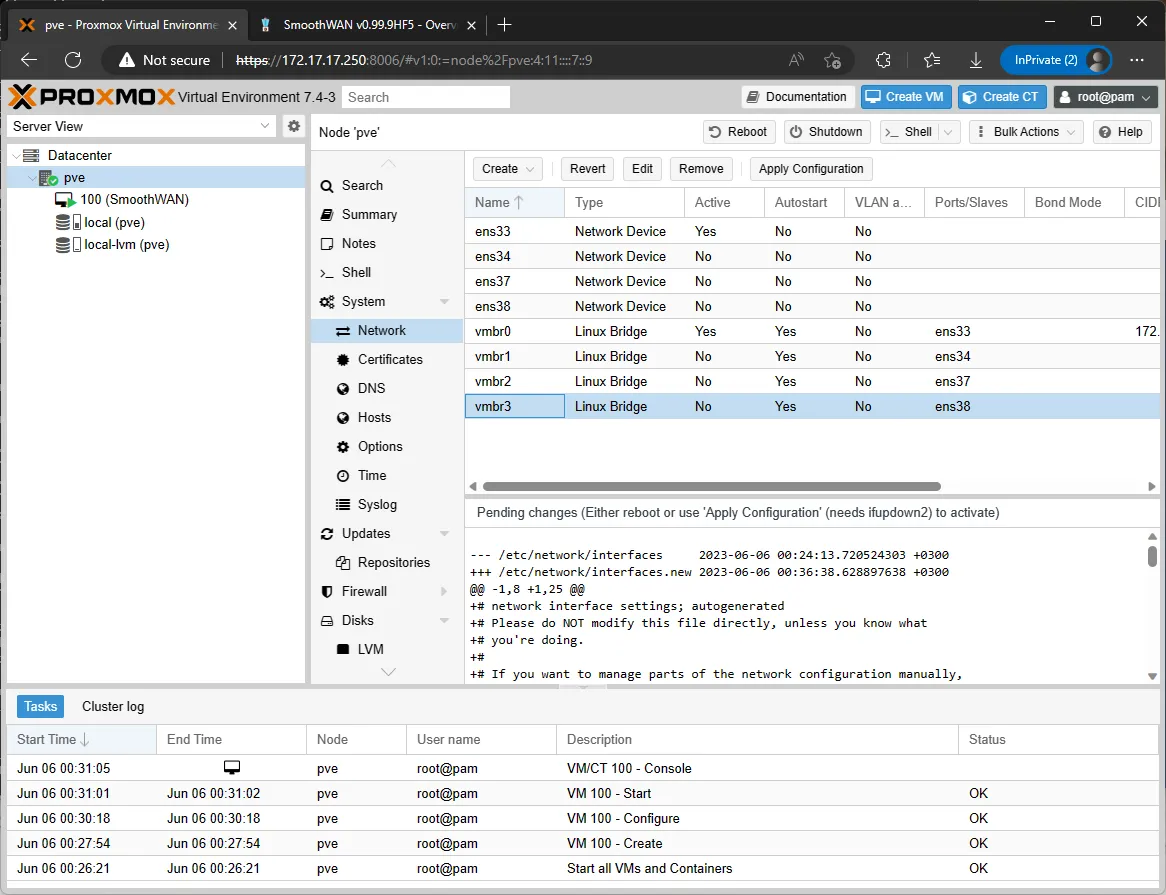 pve - Proxmox Virtual Environme
SmoothWAN v0.99.9HF5 - Overv
Not secure
https://172.17.17.250:8006/#v1:0:=node%2Fpve:4:11::::7::9
InPrivate (2)
PROXMOX Virtual Environment 7.4-3
Search
Documentation
Create VM
Create CT
root@pam
Server View
Node 'pve'
Reboot
Shutdown
Shell
Bulk Actions
Help
Datacenter
pve
100 (SmoothWAN)
local (pve)
local-lvm (pve)
Search
Summary
Notes
Shell
System
Network
Certificates
DNS
Hosts
Options
Time
Syslog
Updates
Repositories
Firewall
Disks
LVM
Create Revert Edit Remove Apply Configuration
Name Type Active Autostart VLAN a... Ports/Slaves Bond Mode CIDR
ens33 Network Device Yes No No
ens34 Network Device No No No
ens37 Network Device No No No
ens38 Network Device No No No
vmbr0 Linux Bridge Yes Yes No ens33 172.
vmbr1 Linux Bridge No Yes No ens34
vmbr2 Linux Bridge No Yes No ens37
vmbr3 Linux Bridge No Yes No ens38
Pending changes (Either reboot or use 'Apply Configuration' (needs ifupdown2) to activate)
--- /etc/network/interfaces 2023-06-06 00:24:13.720524303 +0300
+++ /etc/network/interfaces.new 2023-06-06 00:36:38.628897638 +0300
@@ -1,8 +1,25 @@
+# network interface settings; autogenerated
+# Please do NOT modify this file directly, unless you know what
+# you're doing.
+#
+# If you want to manage parts of the network configuration manually,
Tasks
Cluster log
Start Time End Time Node User name Description Status
Jun 06 00:31:05 pve root@pam VM/CT 100 - Console
Jun 06 00:31:01 Jun 06 00:31:02 pve root@pam VM 100 - Start OK
Jun 06 00:30:18 Jun 06 00:30:18 pve root@pam VM 100 - Configure OK
Jun 06 00:27:54 Jun 06 00:27:54 pve root@pam VM 100 - Create OK
Jun 06 00:26:21 Jun 06 00:26:21 pve root@pam Start all VMs and Containers OK